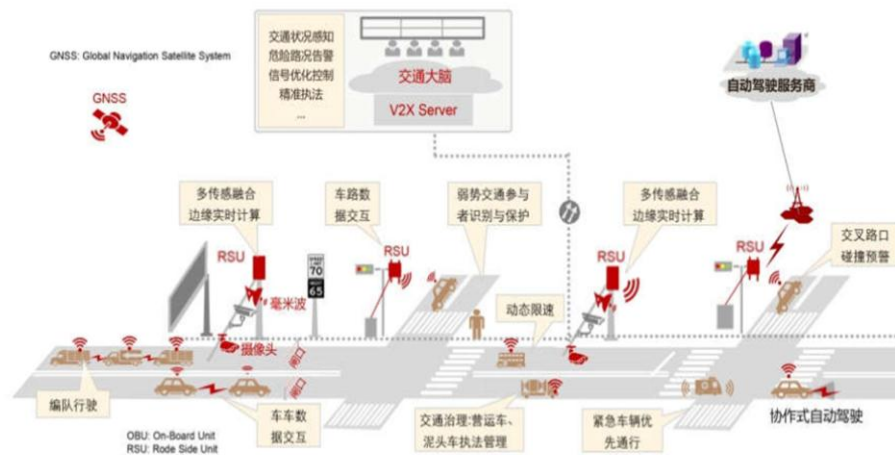 GNSS: Global Navigation Satellite System
GNSS
交通状况感知
危险路况告警
信号优化控制
精准执法
...
交通大脑
V2X Server
自动驾驶服务商
多传感融合
边缘实时计算
车路数
据交互
弱势交通参与
者识别与保护
多传感融合
边缘实时计算
交叉路口
碰撞预警
RSU
RSU
RSU
RSU
毫米波
70
65
摄像头
动态限速
编队行驶
车车数
据交互
交通治理:营运车、
泥头车执法管理
紧急车辆优
先通行
协作式自动驾驶
OBU: On-Board Unit
RSU: Rode Side Unit